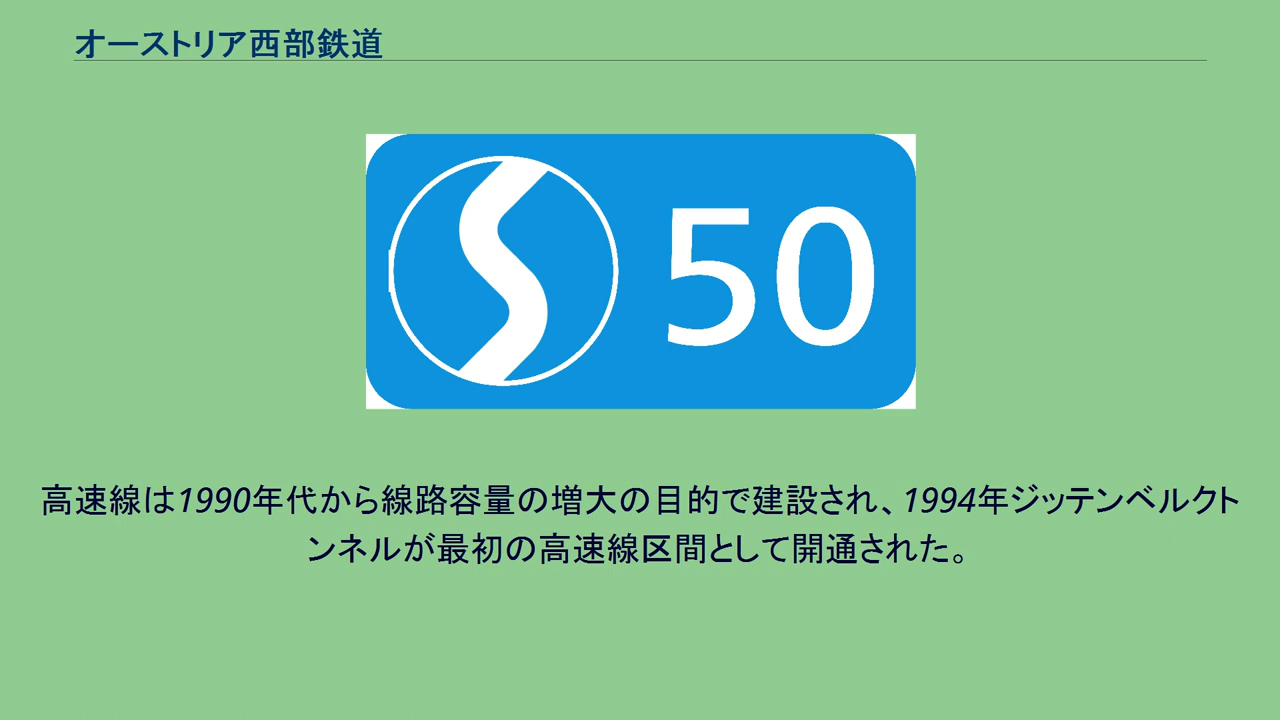 オーストリア西部鉄道
S 50
高速線は1990年代から線路容量の増大の目的で建設され、1994年ジッテンベルクト
ンネルが最初の高速線区間として開通された。